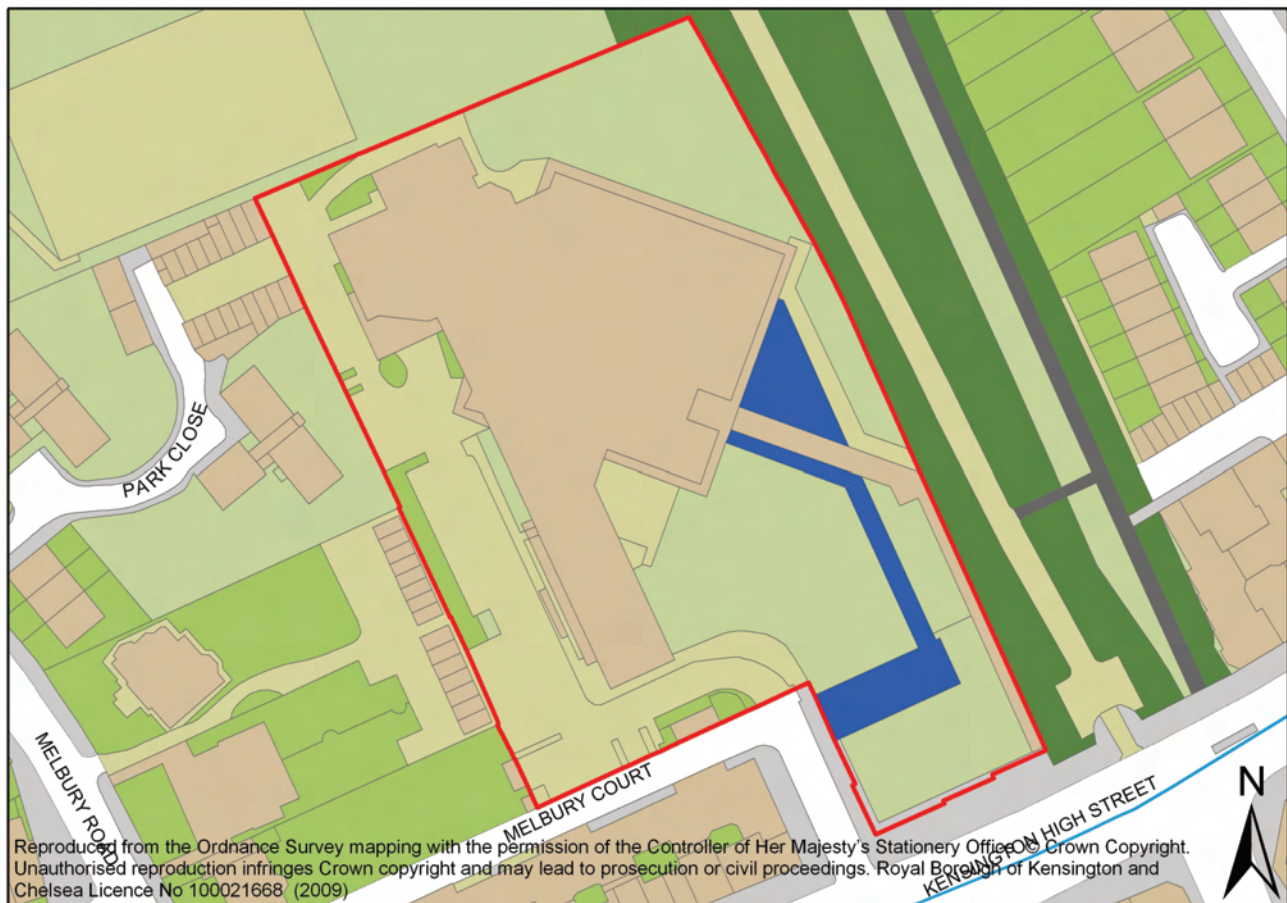 PARK CLOSE
MELBURY ROAD
MELBURY COURT
KENSINGTON HIGH STREET
N
Reproduced from the Ordnance Survey mapping with the permission of the Controller of Her Majesty's Stationery Office © Crown Copyright.
Unauthorised reproduction infringes Crown copyright and may lead to prosecution or civil proceedings. Royal Borough of Kensington and
Chelsea Licence No 100021668 (2009)